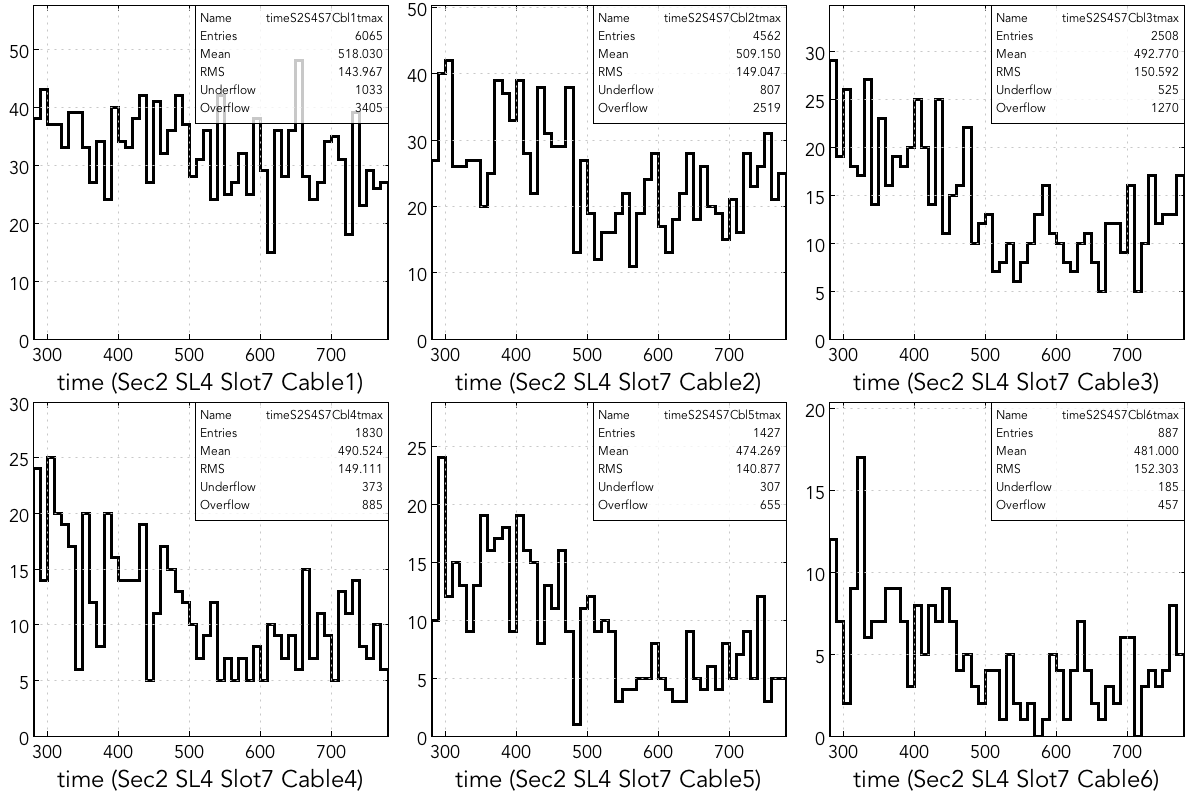 50
40
30
20
10
0
300 400 500 600 700
Name timeS2S4S7Cbl1tmax
Entries 6065
Mean 518.030
RMS 143.967
Underflow 1033
Overflow 3405
time (Sec2 SL4 Slot7 Cable1)
50
40
30
20
10
0
300 400 500 600 700
Name timeS2S4S7Cbl2tmax
Entries 4562
Mean 509.150
RMS 149.047
Underflow 807
Overflow 2519
time (Sec2 SL4 Slot7 Cable2)
30
25
20
15
10
5
0
300 400 500 600 700
Name timeS2S4S7Cbl3tmax
Entries 2508
Mean 492.770
RMS 150.592
Underflow 525
Overflow 1270
time (Sec2 SL4 Slot7 Cable3)
30
25
20
15
10
5
0
300 400 500 600 700
Name timeS2S4S7Cbl4tmax
Entries 1830
Mean 490.524
RMS 149.111
Underflow 373
Overflow 885
time (Sec2 SL4 Slot7 Cable4)
25
20
15
10
5
0
300 400 500 600 700
Name timeS2S4S7Cbl5tmax
Entries 1427
Mean 474.269
RMS 140.877
Underflow 307
Overflow 655
time (Sec2 SL4 Slot7 Cable5)
20
15
10
5
0
300 400 500 600 700
Name timeS2S4S7Cbl6tmax
Entries 887
Mean 481.000
RMS 152.303
Underflow 185
Overflow 457
time (Sec2 SL4 Slot7 Cable6)